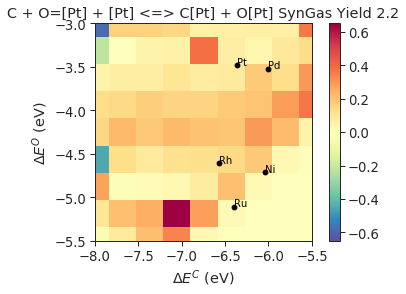 C + O=[Pt] + [Pt] <=> C[Pt] + O[Pt] SynGas Yield 2.2
−3.0
−3.5
−4.0
−4.5
−5.0
−5.5
ΔE^O (eV)
Pt
Pd
Rh
Ni
Ru
−8.0 −7.5 −7.0 −6.5 −6.0 −5.5
ΔE^C (eV)
0.6
0.4
0.2
0.0
−0.2
−0.4
−0.6